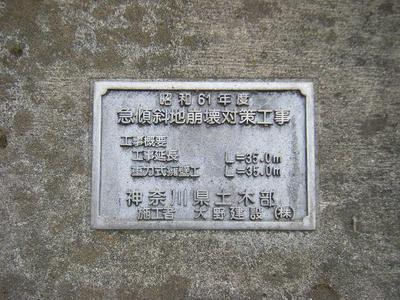 昭和61年度
急傾斜地崩壊対策工事
工事概要
工事延長 L=35.0m
重力式擁壁工 L=35.0m
神奈川県土木部
施工者 大野建設(株)